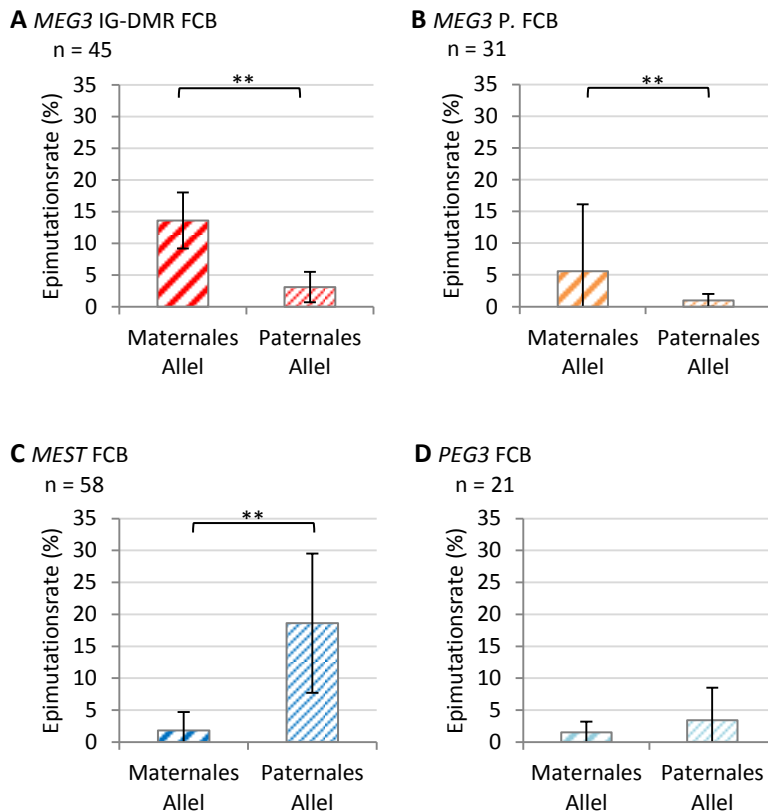 A MEG3 IG-DMR FCB
n = 45
Epimutationsrate (%)
35
30
25
20
15
10
5
0
**
Maternales Allel
Paternales Allel
B MEG3 P. FCB
n = 31
Epimutationsrate (%)
35
30
25
20
15
10
5
0
**
Maternales Allel
Paternales Allel
C MEST FCB
n = 58
Epimutationsrate (%)
35
30
25
20
15
10
5
0
**
Maternales Allel
Paternales Allel
D PEG3 FCB
n = 21
Epimutationsrate (%)
35
30
25
20
15
10
5
0
Maternales Allel
Paternales Allel